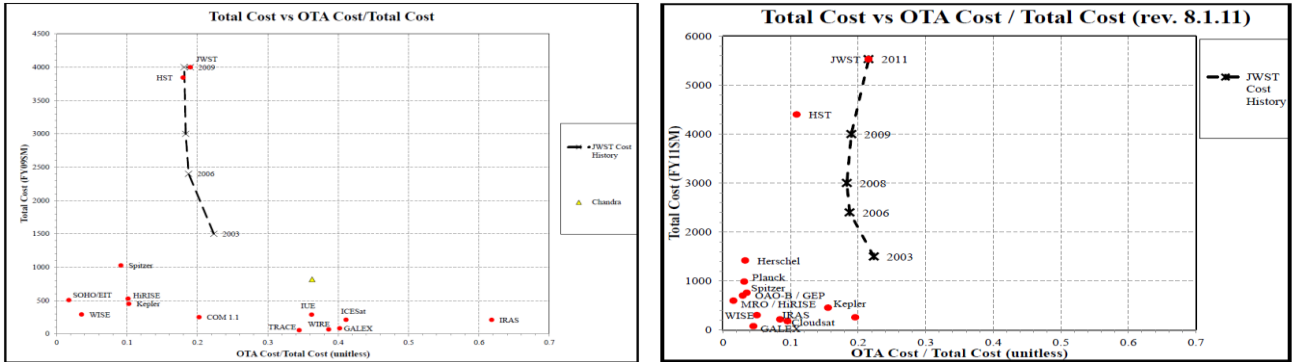 Total Cost vs OTA Cost/Total Cost
4500
4000
3500
3000
2500
2000
1500
1000
500
0
Total Cost (FY09$M)
JWST
2009
HST
2006
2003
Spitzer
SOHO/EIT
HiRISE
Kepler
WISE
COM 1.1
IUE
ICESat
TRACE
WIRE
GALEX
IRAS
0
0.1
0.2
0.3
0.4
0.5
0.6
0.7
OTA Cost/Total Cost (unitless)
JWST Cost
History
Chandra
Total Cost vs OTA Cost / Total Cost (rev. 8.1.11)
6000
5000
4000
3000
2000
1000
0
Total Cost (FY11$M)
JWST
2011
HST
2009
2008
2006
2003
Herschel
Planck
Spitzer
OAO-B / GEP
MRO / HiRISE
Kepler
WISE
IRAS
Cloudsat
GALEX
0
0.1
0.2
0.3
0.4
0.5
0.6
0.7
OTA Cost / Total Cost (unitless)
JWST
Cost
History